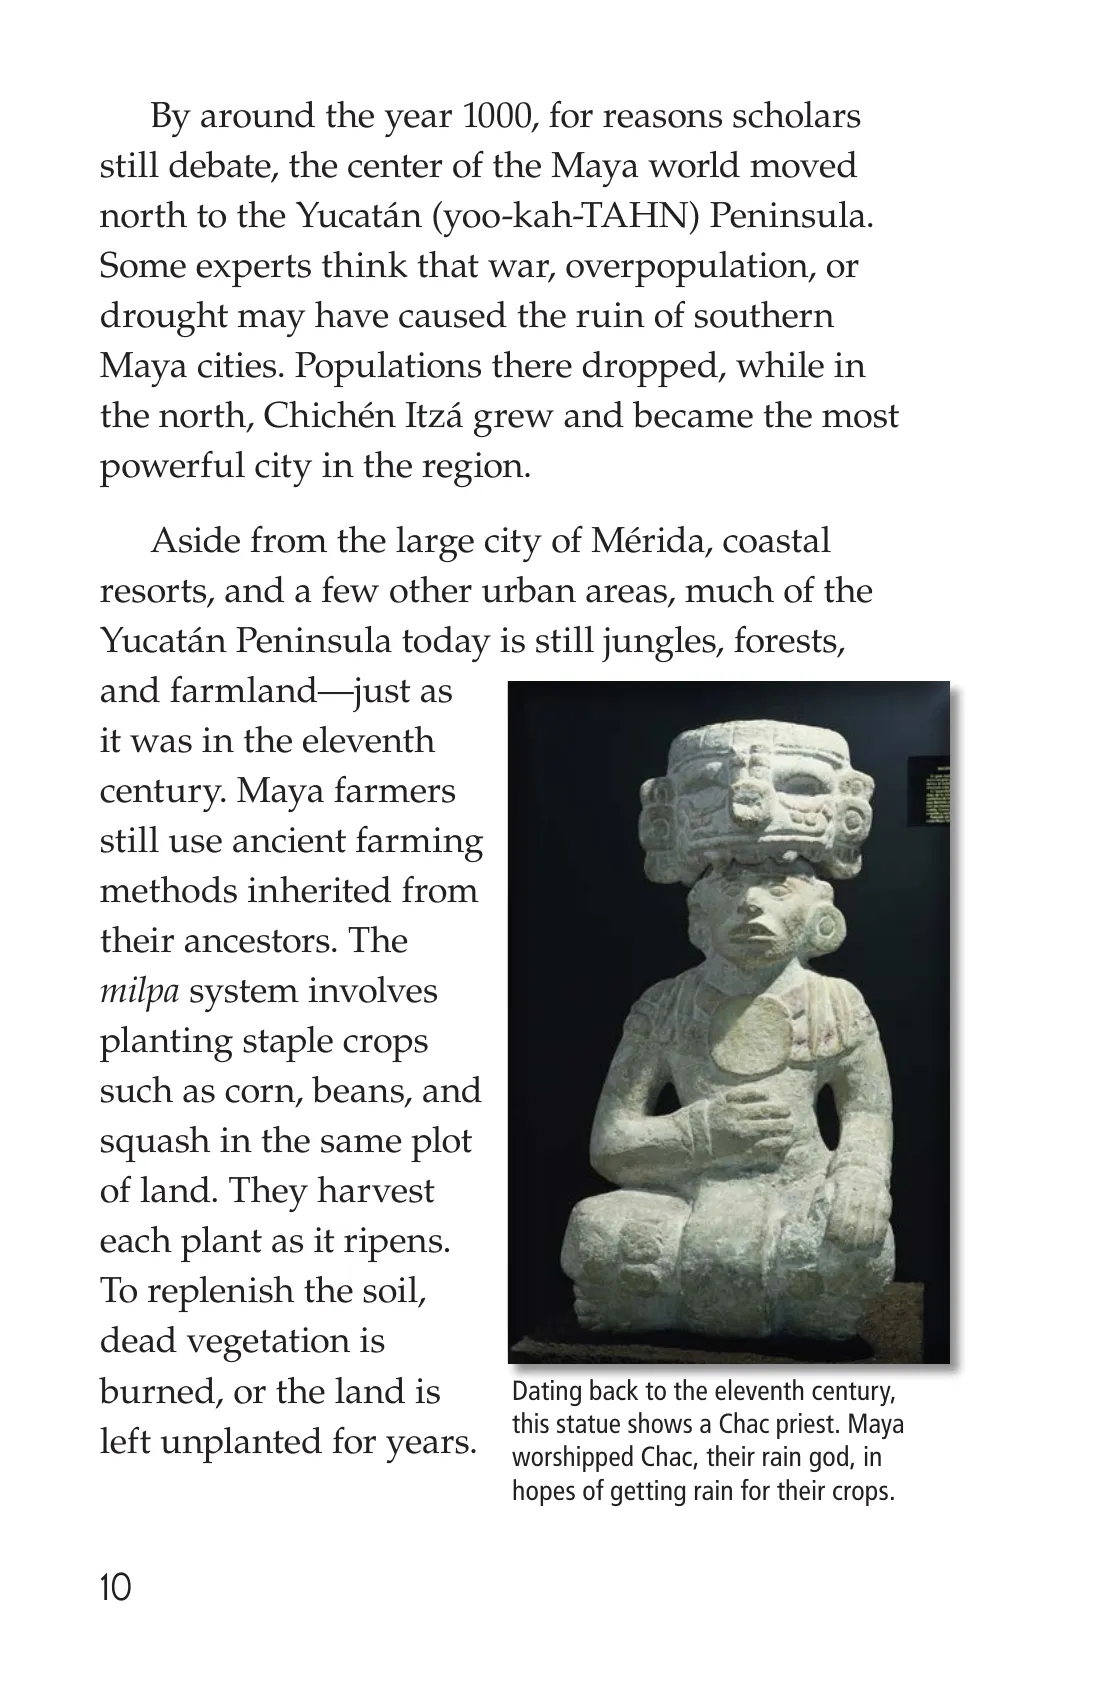 By around the year 1000, for reasons scholars
still debate, the center of the Maya world moved
north to the Yucatán (yoo-kah-TAHN) Peninsula.
Some experts think that war, overpopulation, or
drought may have caused the ruin of southern
Maya cities. Populations there dropped, while in
the north, Chichén Itzá grew and became the most
powerful city in the region.
Aside from the large city of Mérida, coastal
resorts, and a few other urban areas, much of the
Yucatán Peninsula today is still jungles, forests,
and farmland—just as
it was in the eleventh
century. Maya farmers
still use ancient farming
methods inherited from
their ancestors. The
milpa system involves
planting staple crops
such as corn, beans, and
squash in the same plot
of land. They harvest
each plant as it ripens.
To replenish the soil,
dead vegetation is
burned, or the land is
left unplanted for years.
Dating back to the eleventh century,
this statue shows a Chac priest. Maya
worshipped Chac, their rain god, in
hopes of getting rain for their crops.
10